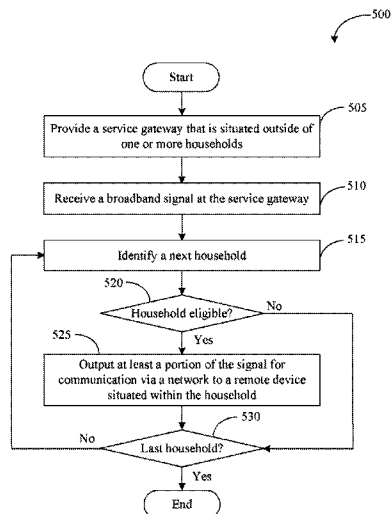 500
Start
505
Provide a service gateway that is situated outside of
one or more households
510
Receive a broadband signal at the service gateway
515
Identify a next household
520
Household eligible?
No
Yes
525
Output at least a portion of the signal for
communication via a network to a remote device
situated within the household
530
No
Last household?
Yes
End